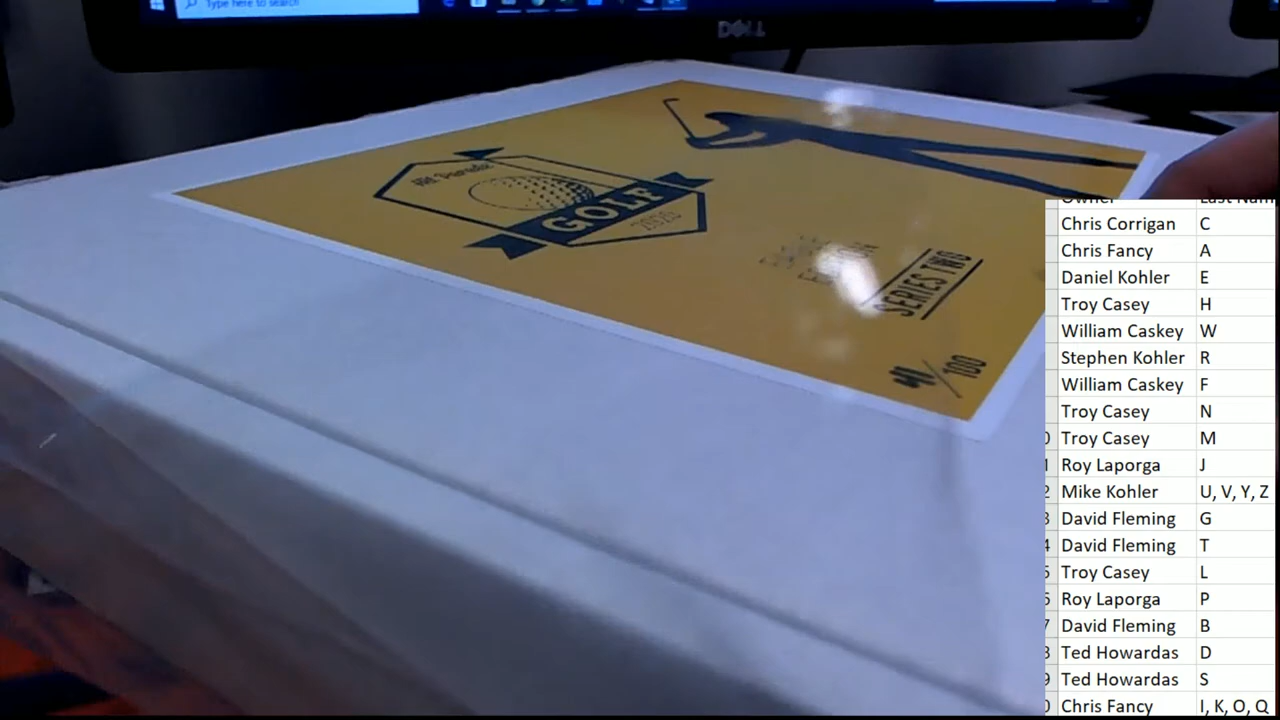 Type here to search
DELL
GOLF
2020
SERIES TWO
/100
Chris Corrigan C
Chris Fancy A
Daniel Kohler E
Troy Casey H
William Caskey W
Stephen Kohler R
William Caskey F
Troy Casey N
Troy Casey M
Roy Laporga J
Mike Kohler U, V, Y, Z
David Fleming G
David Fleming T
Troy Casey L
Roy Laporga P
David Fleming B
Ted Howardas D
Ted Howardas S
Chris Fancy I, K, O, Q